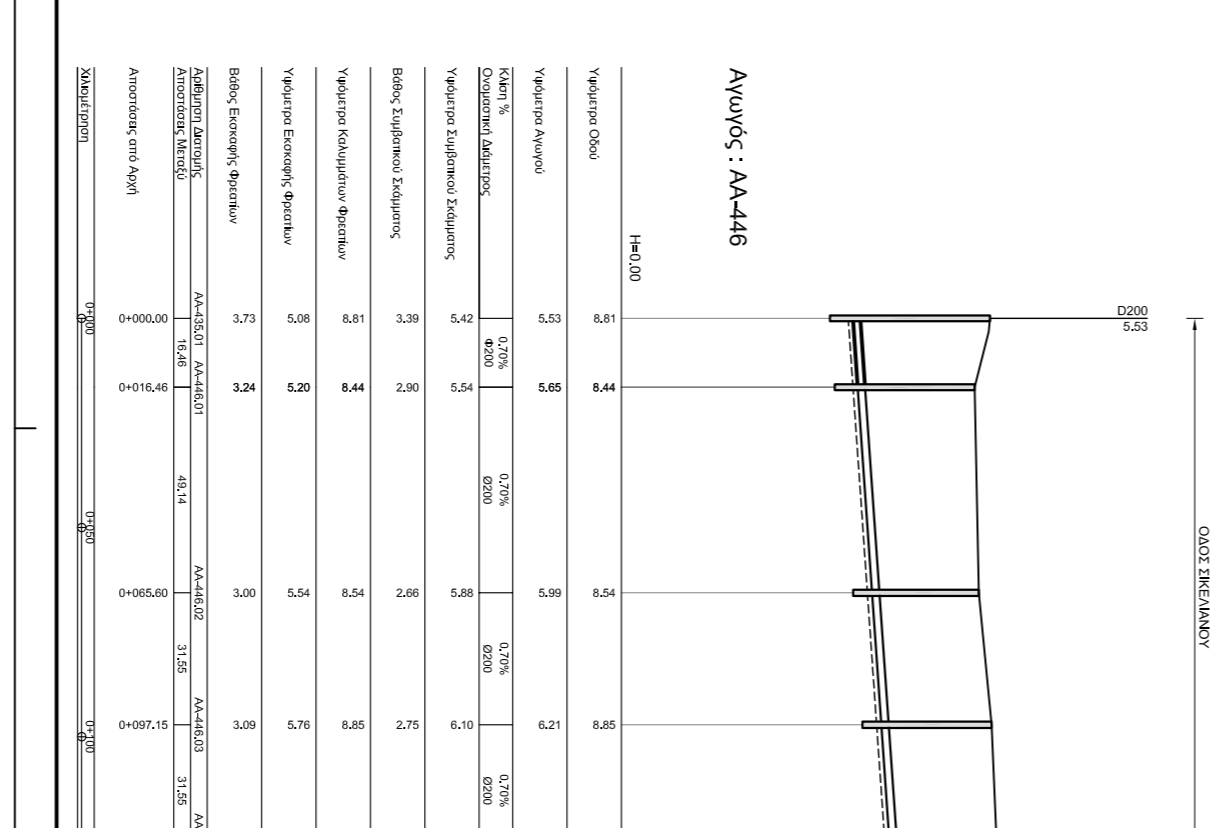 Αγωγός : ΑΑ-446
ΟΔΟΣ ΣΙΚΕΛΙΑΝΟΥ
D200
5.53
H=0.00
Υψόμετρα Οδού 8.81 8.44 8.54 8.85
Υψόμετρα Αγωγού 5.53 5.65 5.99 6.21
Κλίση % 0.70% 0.70% 0.70% 0.70%
Ονομαστική Διάμετρος Φ200 Ø200 Ø200 Ø200
Υψόμετρα Συμβατικού Σκάμματος 5.42 5.54 5.88 6.10
Βάθος Συμβατικού Σκάμματος 3.39 2.90 2.66 2.75
Υψόμετρα Καλυμμάτων Φρεατίων 8.81 8.44 8.54 8.85
Υψόμετρα Εκσκαφής Φρεατίων 5.08 5.20 5.54 5.76
Βάθος Εκσκαφής Φρεατίων 3.73 3.24 3.00 3.09
Αρίθμηση Διατομής ΑΑ-435.01 ΑΑ-446.01 ΑΑ-446.02 ΑΑ-446.03 ΑΑ
Αποστάσεις Μεταξύ 16.46 49.14 31.55 31.55
Αποστάσεις από Αρχή 0+000.00 0+016.46 0+065.60 0+097.15
Χιλιομέτρηση 0+000 0+050 0+100